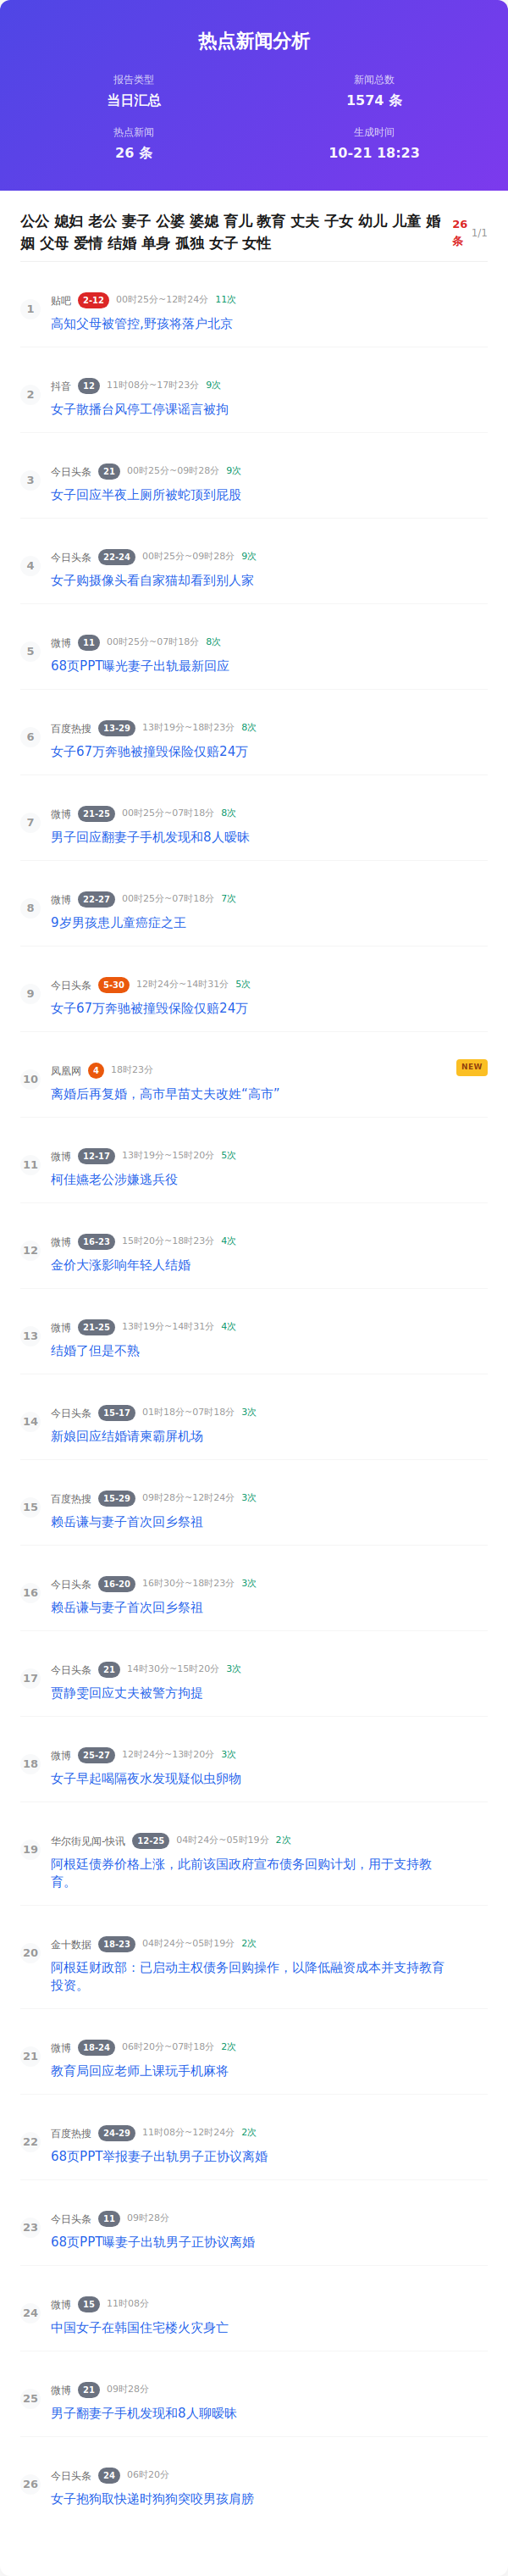 热点新闻分析
报告类型
当日汇总
新闻总数
1574 条
热点新闻
26 条
生成时间
10-21 18:23
公公 媳妇 老公 妻子 公婆 婆媳 育儿 教育 丈夫 子女 幼儿 儿童 婚
姻 父母 爱情 结婚 单身 孤独 女子 女性
26
条
1/1
1
贴吧 2-12 00时25分~12时24分 11次
高知父母被管控,野孩将落户北京
2
抖音 12 11时08分~17时23分 9次
女子散播台风停工停课谣言被拘
3
今日头条 21 00时25分~09时28分 9次
女子回应半夜上厕所被蛇顶到屁股
4
今日头条 22-24 00时25分~09时28分 9次
女子购摄像头看自家猫却看到别人家
5
微博 11 00时25分~07时18分 8次
68页PPT曝光妻子出轨最新回应
6
百度热搜 13-29 13时19分~18时23分 8次
女子67万奔驰被撞毁保险仅赔24万
7
微博 21-25 00时25分~07时18分 8次
男子回应翻妻子手机发现和8人暧昧
8
微博 22-27 00时25分~07时18分 7次
9岁男孩患儿童癌症之王
9
今日头条 5-30 12时24分~14时31分 5次
女子67万奔驰被撞毁保险仅赔24万
10
凤凰网 4 18时23分
NEW
离婚后再复婚，高市早苗丈夫改姓“高市”
11
微博 12-17 13时19分~15时20分 5次
柯佳嬿老公涉嫌逃兵役
12
微博 16-23 15时20分~18时23分 4次
金价大涨影响年轻人结婚
13
微博 21-25 13时19分~14时31分 4次
结婚了但是不熟
14
今日头条 15-17 01时18分~07时18分 3次
新娘回应结婚请柬霸屏机场
15
百度热搜 15-29 09时28分~12时24分 3次
赖岳谦与妻子首次回乡祭祖
16
今日头条 16-20 16时30分~18时23分 3次
赖岳谦与妻子首次回乡祭祖
17
今日头条 21 14时30分~15时20分 3次
贾静雯回应丈夫被警方拘提
18
微博 25-27 12时24分~13时20分 3次
女子早起喝隔夜水发现疑似虫卵物
19
华尔街见闻-快讯 12-25 04时24分~05时19分 2次
阿根廷债券价格上涨，此前该国政府宣布债务回购计划，用于支持教
育。
20
金十数据 18-23 04时24分~05时19分 2次
阿根廷财政部：已启动主权债务回购操作，以降低融资成本并支持教育
投资。
21
微博 18-24 06时20分~07时18分 2次
教育局回应老师上课玩手机麻将
22
百度热搜 24-29 11时08分~12时24分 2次
68页PPT举报妻子出轨男子正协议离婚
23
今日头条 11 09时28分
68页PPT曝妻子出轨男子正协议离婚
24
微博 15 11时08分
中国女子在韩国住宅楼火灾身亡
25
微博 21 09时28分
男子翻妻子手机发现和8人聊暧昧
26
今日头条 24 06时20分
女子抱狗取快递时狗狗突咬男孩肩膀